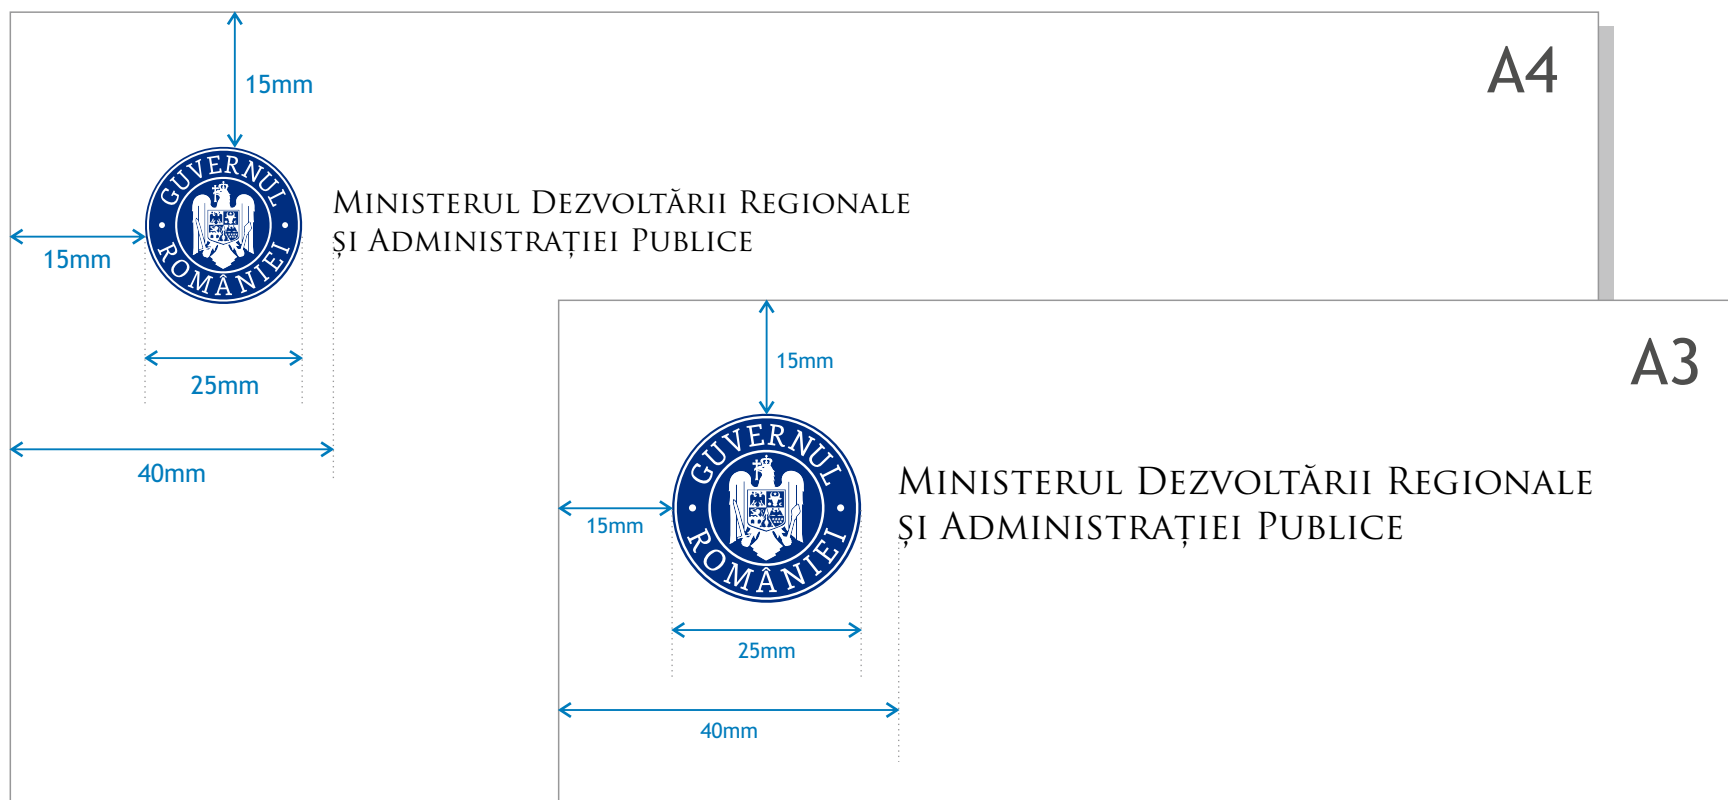 A4
15mm
GUVERNUL
ROMÂNIEI
Ministerul Dezvoltării Regionale
și Administrației Publice
15mm
25mm
40mm
A3
15mm
GUVERNUL
ROMÂNIEI
Ministerul Dezvoltării Regionale
și Administrației Publice
15mm
25mm
40mm